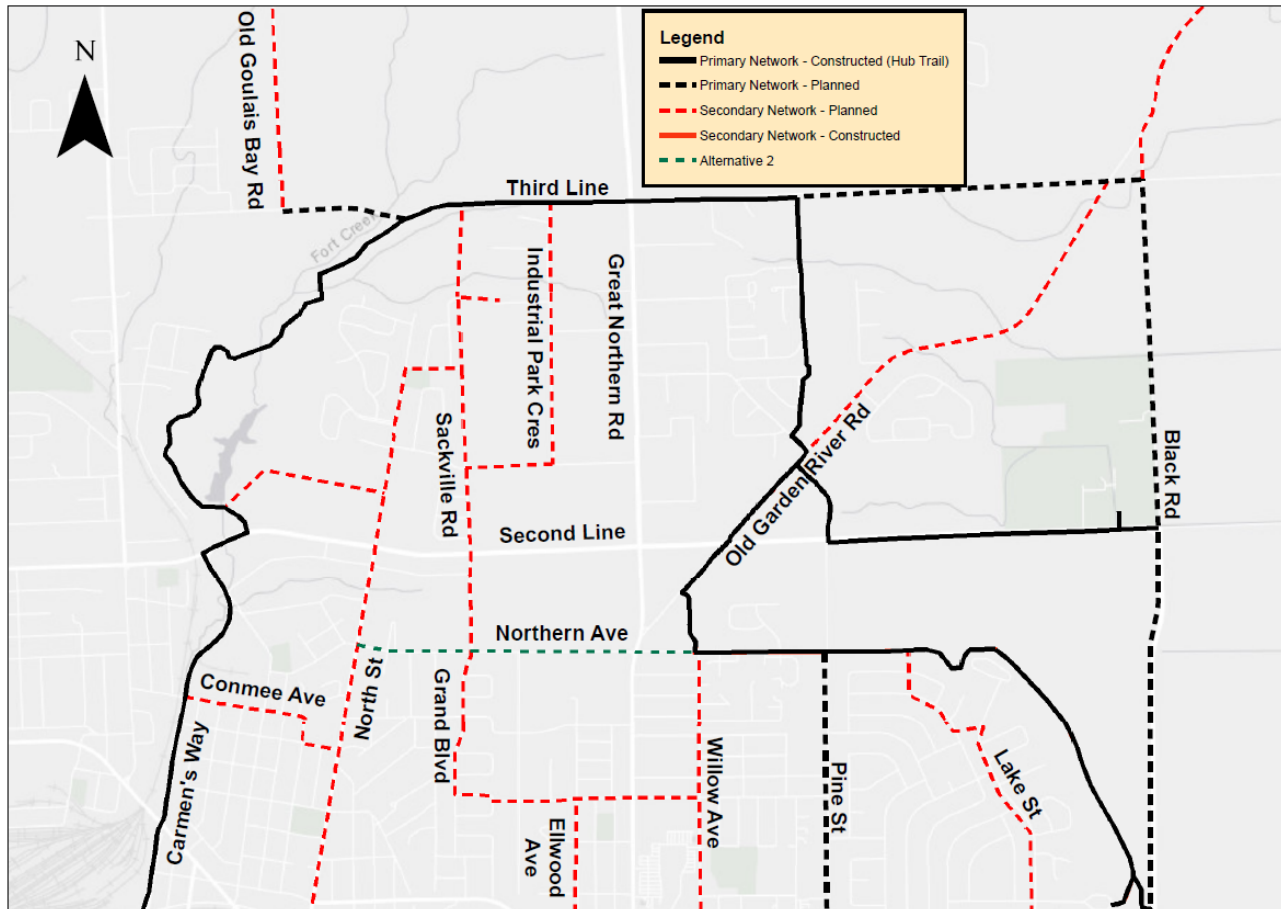 Old Goulais Bay Rd
N
Legend
Primary Network - Constructed (Hub Trail)
Primary Network - Planned
Secondary Network - Planned
Secondary Network - Constructed
Alternative 2
Third Line
Fort Creek
Industrial Park Cres
Great Northern Rd
Sackville Rd
Old Garden River Rd
Black Rd
Second Line
Northern Ave
Conmee Ave
North St
Grand Blvd
Carmen's Way
Willow Ave
Pine St
Lake St
Ellwood
Ave